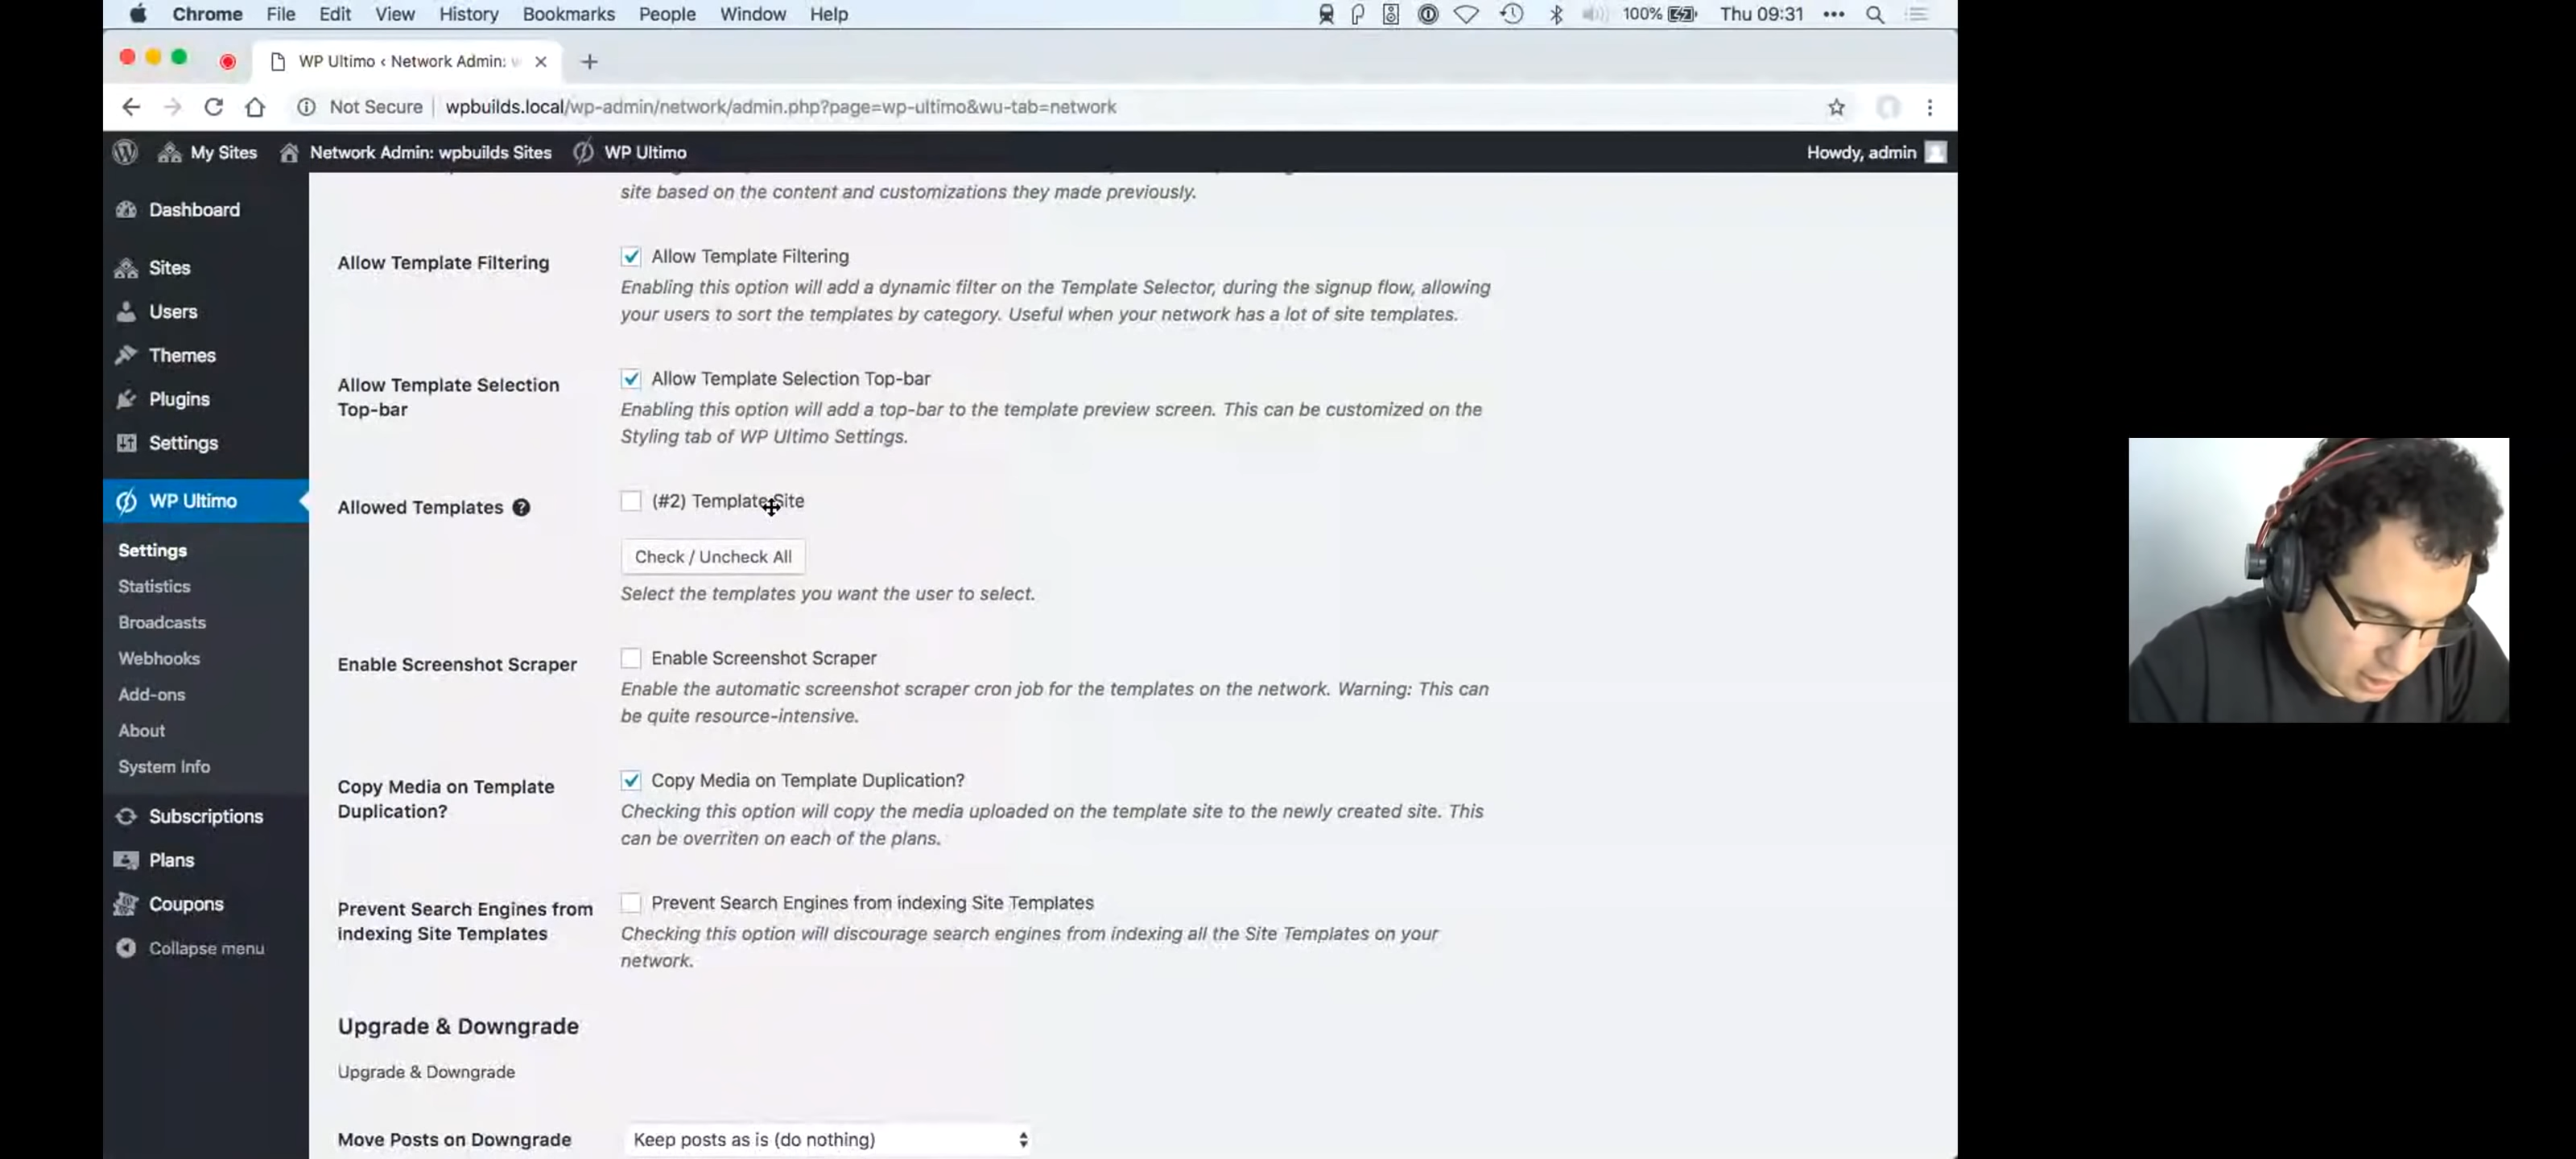 Chrome File Edit View History Bookmarks People Window Help
100% Thu 09:31
WP Ultimo ‹ Network Admin:
Not Secure wpbuilds.local/wp-admin/network/admin.php?page=wp-ultimo&wu-tab=network
My Sites Network Admin: wpbuilds Sites WP Ultimo Howdy, admin
Dashboard
Sites
Users
Themes
Plugins
Settings
WP Ultimo
Settings
Statistics
Broadcasts
Webhooks
Add-ons
About
System Info
Subscriptions
Plans
Coupons
Collapse menu
site based on the content and customizations they made previously.
Allow Template Filtering
Allow Template Filtering
Enabling this option will add a dynamic filter on the Template Selector, during the signup flow, allowing
your users to sort the templates by category. Useful when your network has a lot of site templates.
Allow Template Selection
Top-bar
Allow Template Selection Top-bar
Enabling this option will add a top-bar to the template preview screen. This can be customized on the
Styling tab of WP Ultimo Settings.
Allowed Templates ?
(#2) Template Site
Check / Uncheck All
Select the templates you want the user to select.
Enable Screenshot Scraper
Enable Screenshot Scraper
Enable the automatic screenshot scraper cron job for the templates on the network. Warning: This can
be quite resource-intensive.
Copy Media on Template
Duplication?
Copy Media on Template Duplication?
Checking this option will copy the media uploaded on the template site to the newly created site. This
can be overriten on each of the plans.
Prevent Search Engines from
indexing Site Templates
Prevent Search Engines from indexing Site Templates
Checking this option will discourage search engines from indexing all the Site Templates on your
network.
Upgrade & Downgrade
Upgrade & Downgrade
Move Posts on Downgrade
Keep posts as is (do nothing)